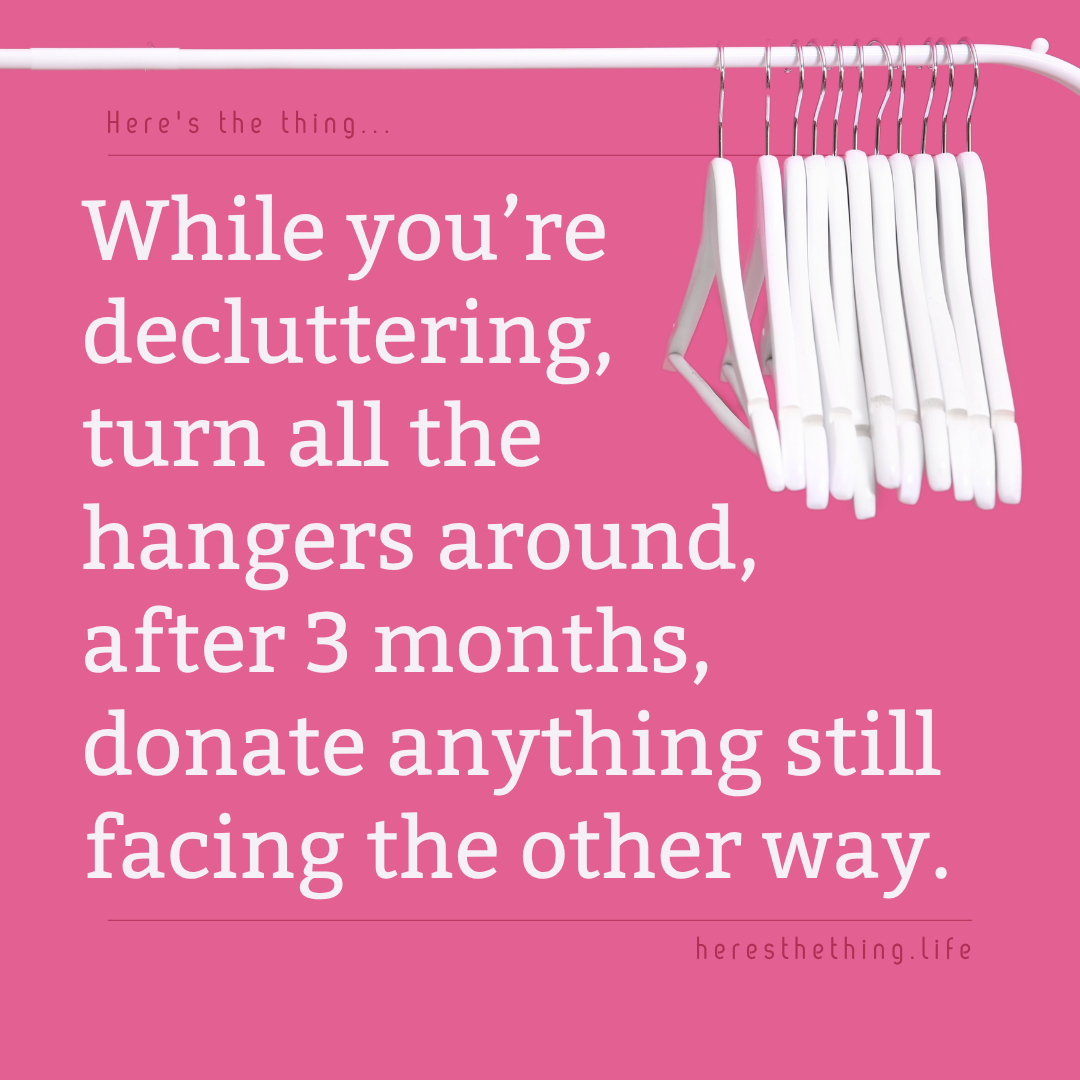 Here's the thing...
While you’re
decluttering,
turn all the
hangers around,
after 3 months,
donate anything still
facing the other way.
heresthething.life